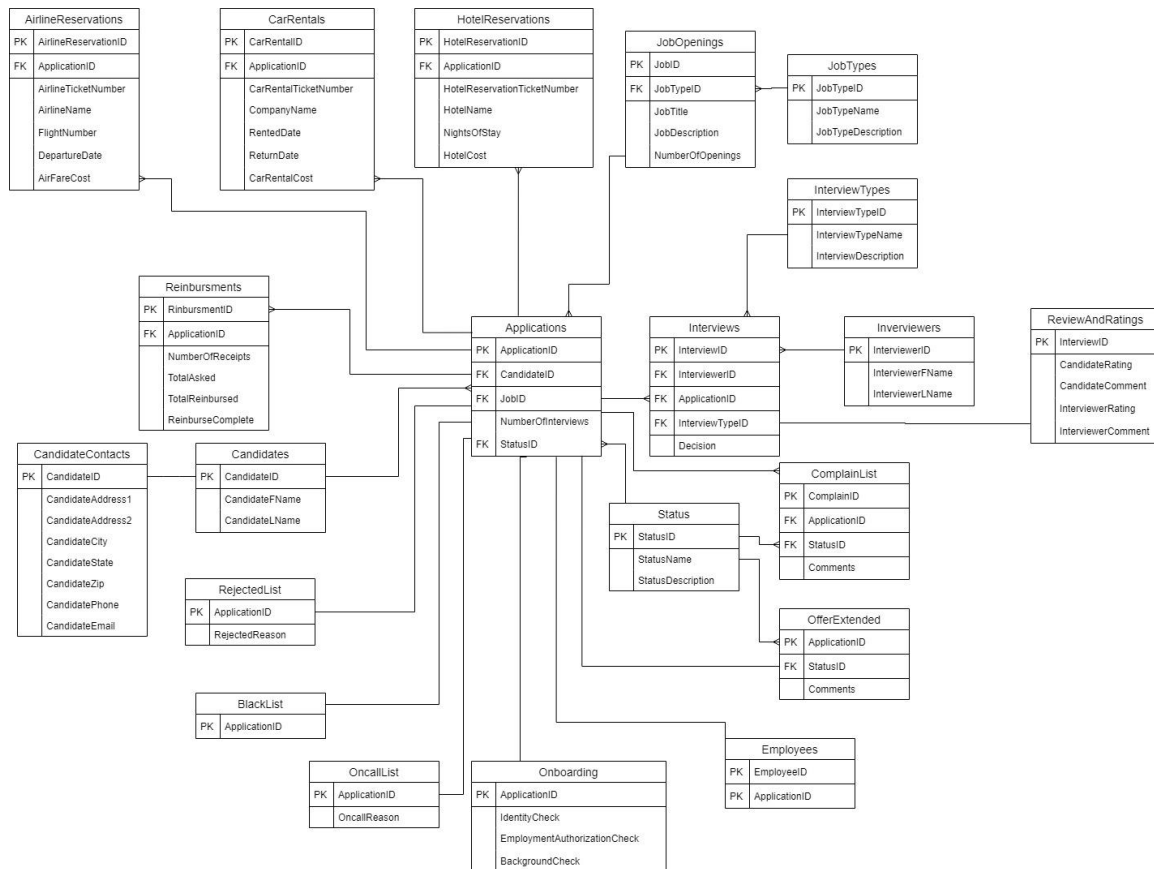 AirlineReservations
PK AirlineReservationID
FK ApplicationID
AirlineTicketNumber
AirlineName
FlightNumber
DepartureDate
AirFareCost
CarRentals
PK CarRentalID
FK ApplicationID
CarRentalTicketNumber
CompanyName
RentedDate
ReturnDate
CarRentalCost
HotelReservations
PK HotelReservationID
FK ApplicationID
HotelReservationTicketNumber
HotelName
NightsOfStay
HotelCost
JobOpenings
PK JobID
FK JobTypeID
JobTitle
JobDescription
NumberOfOpenings
JobTypes
PK JobTypeID
JobTypeName
JobTypeDescription
InterviewTypes
PK InterviewTypeID
InterviewTypeName
InterviewDescription
Reinbursments
PK RinbursmentID
FK ApplicationID
NumberOfReceipts
TotalAsked
TotalReinbursed
ReinburseComplete
Applications
PK ApplicationID
FK CandidateID
FK JobID
NumberOfInterviews
FK StatusID
Interviews
PK InterviewID
FK InterviewerID
FK ApplicationID
FK InterviewTypeID
Decision
Inverviewers
PK InterviewerID
InterviewerFName
InterviewerLName
ReviewAndRatings
PK InterviewID
CandidateRating
CandidateComment
InterviewerRating
InterviewerComment
CandidateContacts
PK CandidateID
CandidateAddress1
CandidateAddress2
CandidateCity
CandidateState
CandidateZip
CandidatePhone
CandidateEmail
Candidates
PK CandidateID
CandidateFName
CandidateLName
ComplainList
PK ComplainID
FK ApplicationID
FK StatusID
Comments
Status
PK StatusID
StatusName
StatusDescription
RejectedList
PK ApplicationID
RejectedReason
OfferExtended
PK ApplicationID
FK StatusID
Comments
BlackList
PK ApplicationID
OncallList
PK ApplicationID
OncallReason
Onboarding
PK ApplicationID
IdentityCheck
EmploymentAuthorizationCheck
BackgroundCheck
Employees
PK EmployeeID
PK ApplicationID